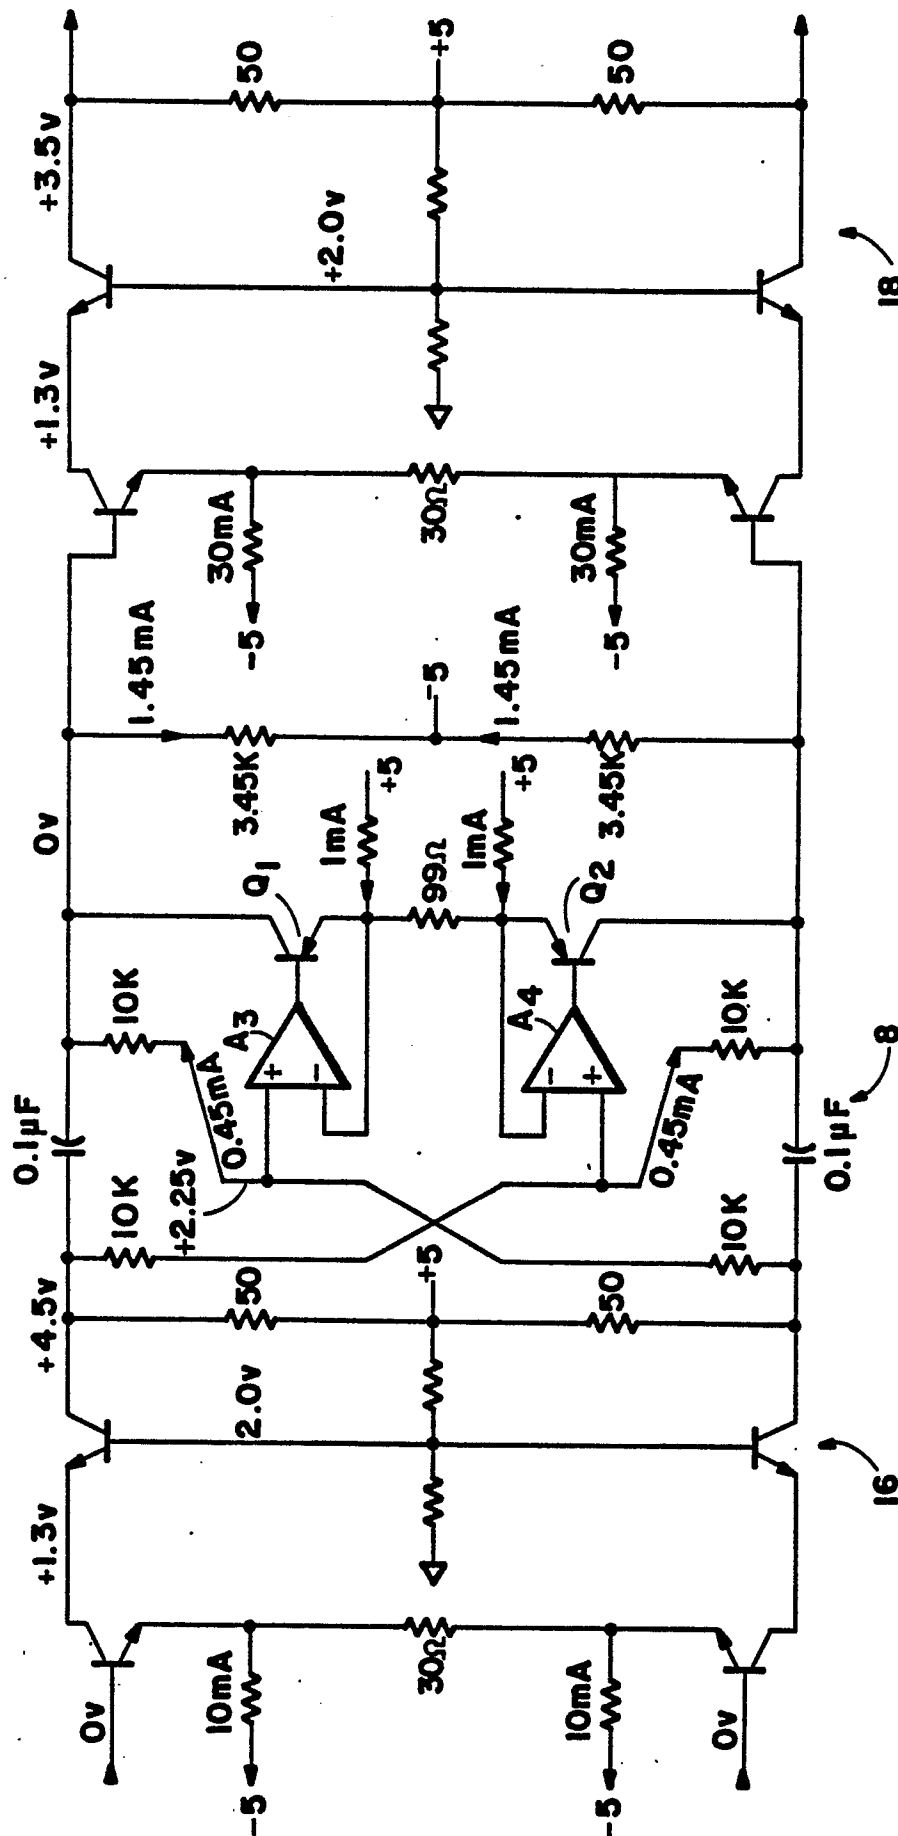 +3.5v
50
+5
50
+2.0v
18
+1.3v
30mA
-5
30Ω
30mA
-5
1.45mA
-5
1.45mA
0v
3.45K
+5
1mA
+5
1mA
3.45K
Q1
99Ω
Q2
10K
A3
A4
10K
8
0.1µF
0.45mA
0.45mA
0.1µF
+2.25v
10K
10K
+4.5v
50
+5
50
2.0v
16
+1.3v
30Ω
0v
10mA
10mA
0v
-5
-5
+
-
-
+